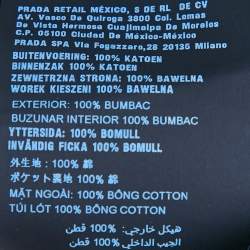 PRADA RETAIL MÉXICO, S DE RL DE CV
AV. Vasco De Quiroga 3800 Col. Lomas
De Vista Hermosa Cuajimalpa De Morelos
C.P. 05100 Ciudad De México-México
PRADA SPA Via Fogazzaro,28 20135 Milano
BUITENVOERING: 100% KATOEN
BINNENZAK 100% KATOEN
ZEWNETRZNA STRONA: 100% BAWELNA
WOREK KIESZENI 100% BAWELNA
EXTERIOR: 100% BUMBAC
BUZUNAR INTERIOR 100% BUMBAC
YTTERSIDA: 100% BOMULL
INVÄNDIG FICKA 100% BOMULL
外生地: 100% 綿
ポケット裏地 100% 綿
MẶT NGOÀI: 100% BÔNG COTTON
TÚI LÓT 100% BÔNG COTTON
هيكل خارجي: 100% قطن
الجيب الداخلي 100% قطن